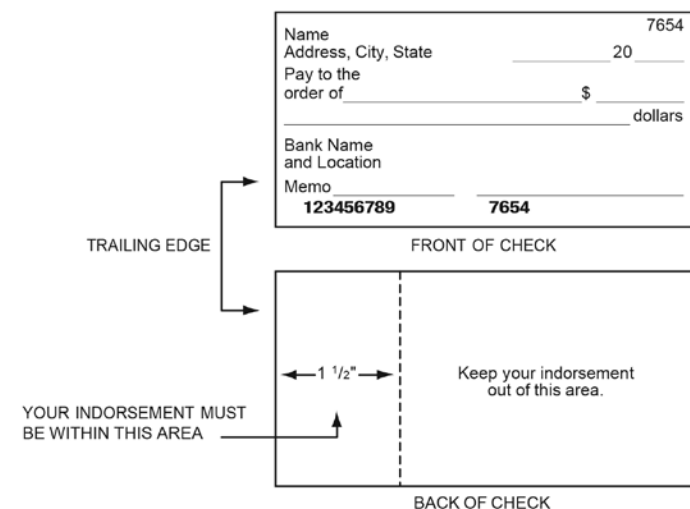 7654
Name
Address, City, State
20
Pay to the
order of
$
dollars
Bank Name
and Location
Memo
123456789 7654
TRAILING EDGE
FRONT OF CHECK
1 1/2"
Keep your indorsement
out of this area.
YOUR INDORSEMENT MUST
BE WITHIN THIS AREA
BACK OF CHECK